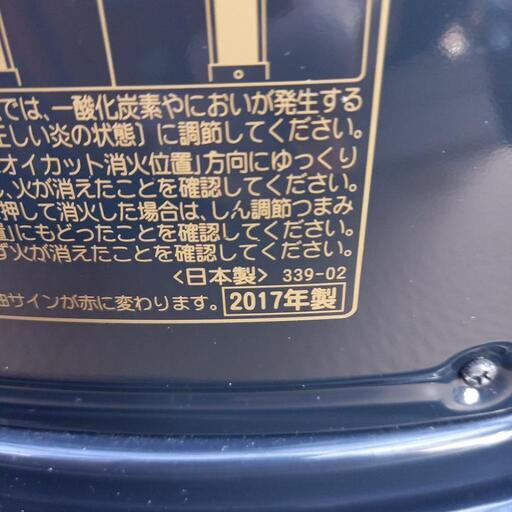 では、一酸化炭素やにおいが発生する
正しい炎の状態〕に調節してください。
オイカット消火位置」方向にゆっくり
し、火が消えたことを確認してください。
押して消火した場合は、しん調節つまみ
置」にもどったことを確認してください。
ず火が消えたことを確認してください。
<日本製> 339-02
油サインが赤に変わります。 2017年製